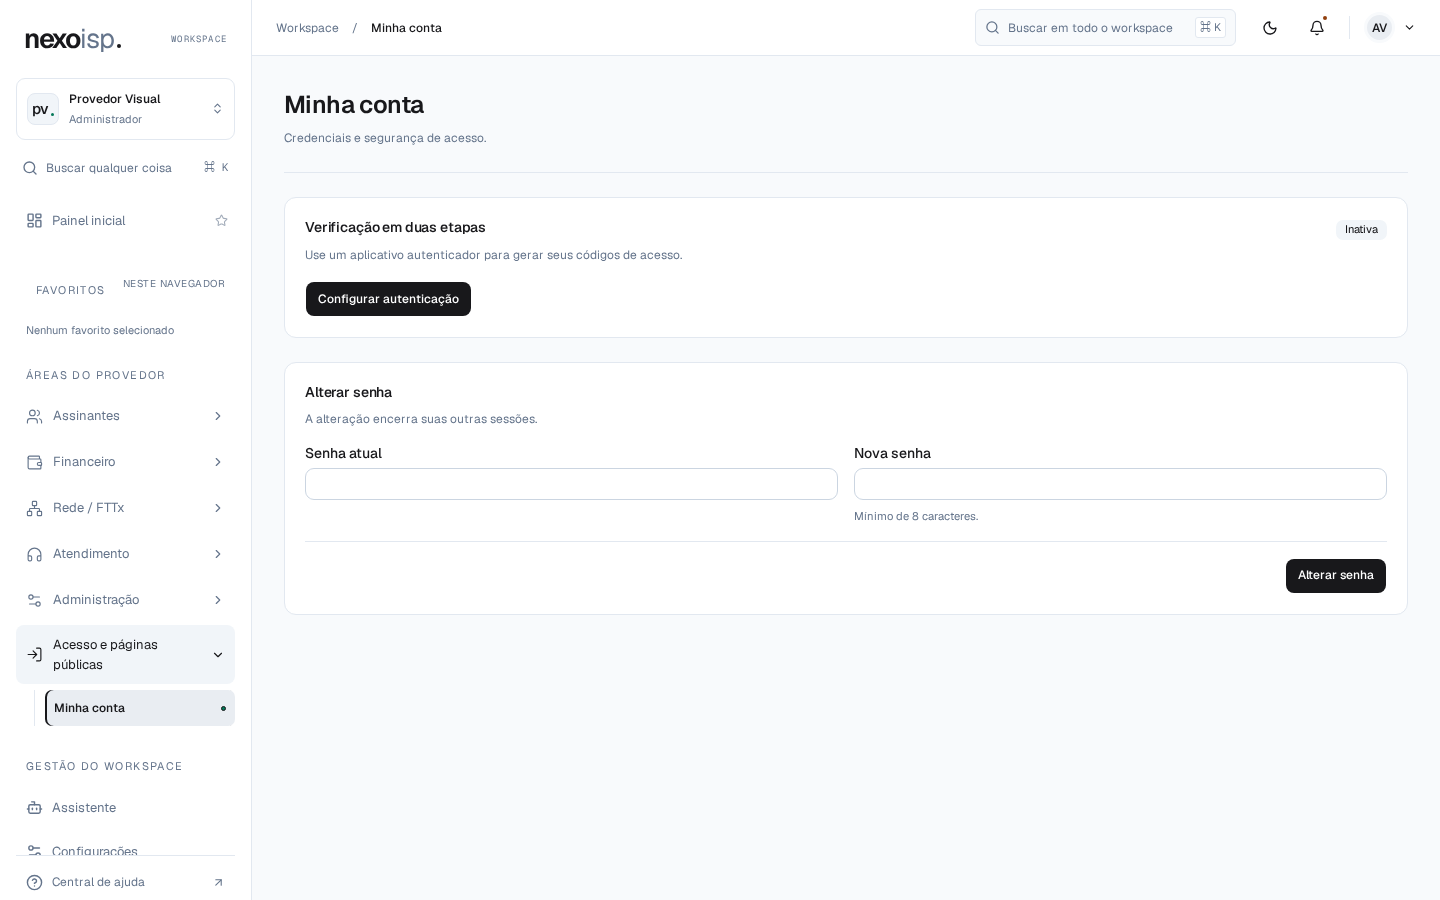 nexoisp.
WORKSPACE
pv.
Provedor Visual
Administrador
Buscar qualquer coisa
⌘ K
Painel inicial
FAVORITOS
NESTE NAVEGADOR
Nenhum favorito selecionado
ÁREAS DO PROVEDOR
Assinantes
Financeiro
Rede / FTTx
Atendimento
Administração
Acesso e páginas
públicas
Minha conta
GESTÃO DO WORKSPACE
Assistente
Configurações
Central de ajuda
Workspace / Minha conta
Buscar em todo o workspace
⌘ K
AV
Minha conta
Credenciais e segurança de acesso.
Verificação em duas etapas
Inativa
Use um aplicativo autenticador para gerar seus códigos de acesso.
Configurar autenticação
Alterar senha
A alteração encerra suas outras sessões.
Senha atual
Nova senha
Mínimo de 8 caracteres.
Alterar senha